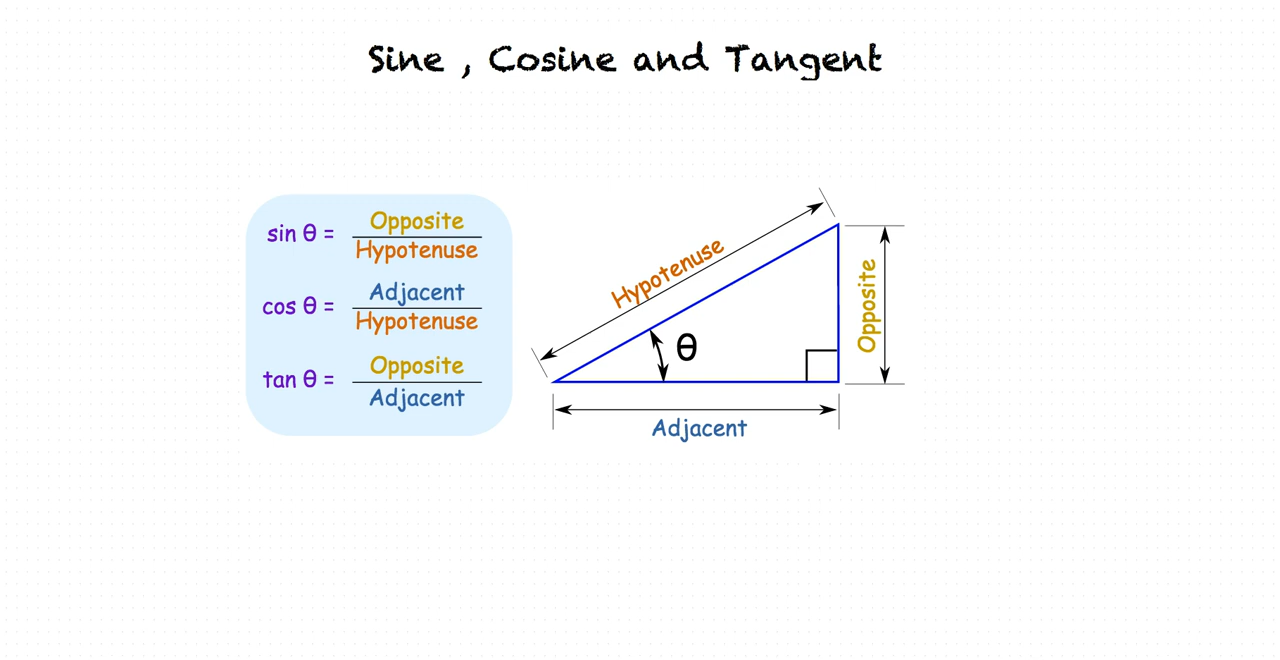 Sine , Cosine and Tangent
sin θ = Opposite / Hypotenuse
cos θ = Adjacent / Hypotenuse
tan θ = Opposite / Adjacent
Hypotenuse
θ
Opposite
Adjacent